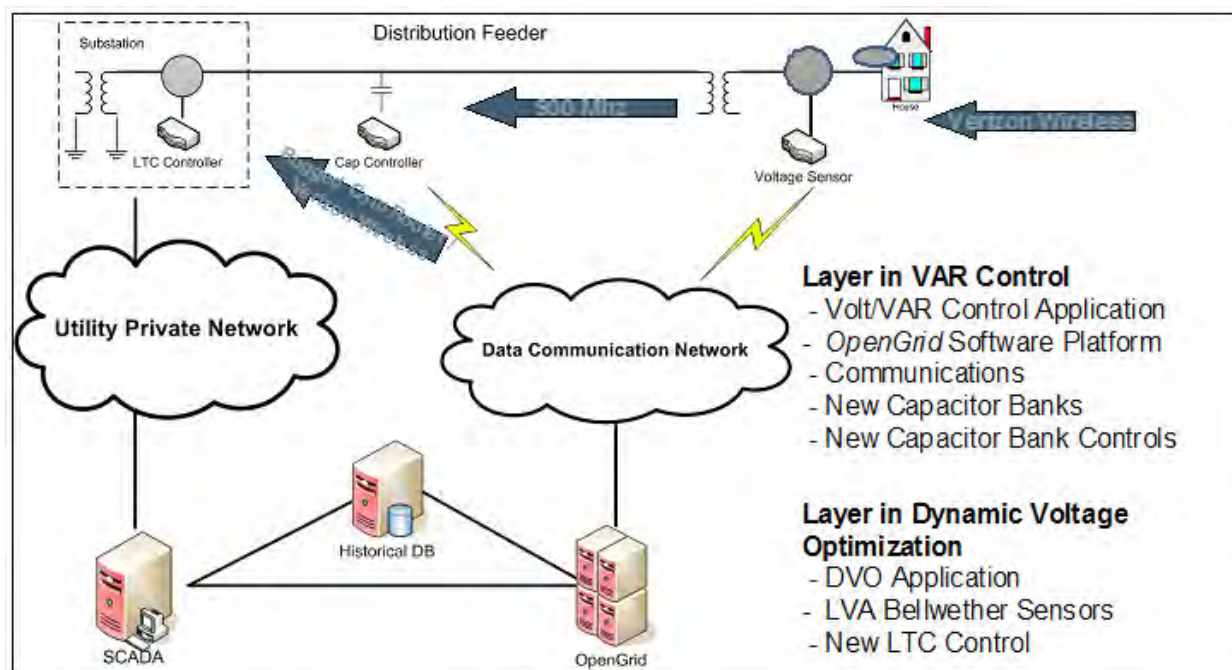 Distribution Feeder
Substation
LTC Controller
Cap Controller
900 Mhz
House
Verizon Wireless
Voltage Sensor
Verizon Wireless
Utility Private Network
Data Communication Network
Layer in VAR Control
- Volt/VAR Control Application
- OpenGrid Software Platform
- Communications
- New Capacitor Banks
- New Capacitor Bank Controls
Historical DB
Layer in Dynamic Voltage
Optimization
- DVO Application
- LVA Bellwether Sensors
- New LTC Control
SCADA
OpenGrid